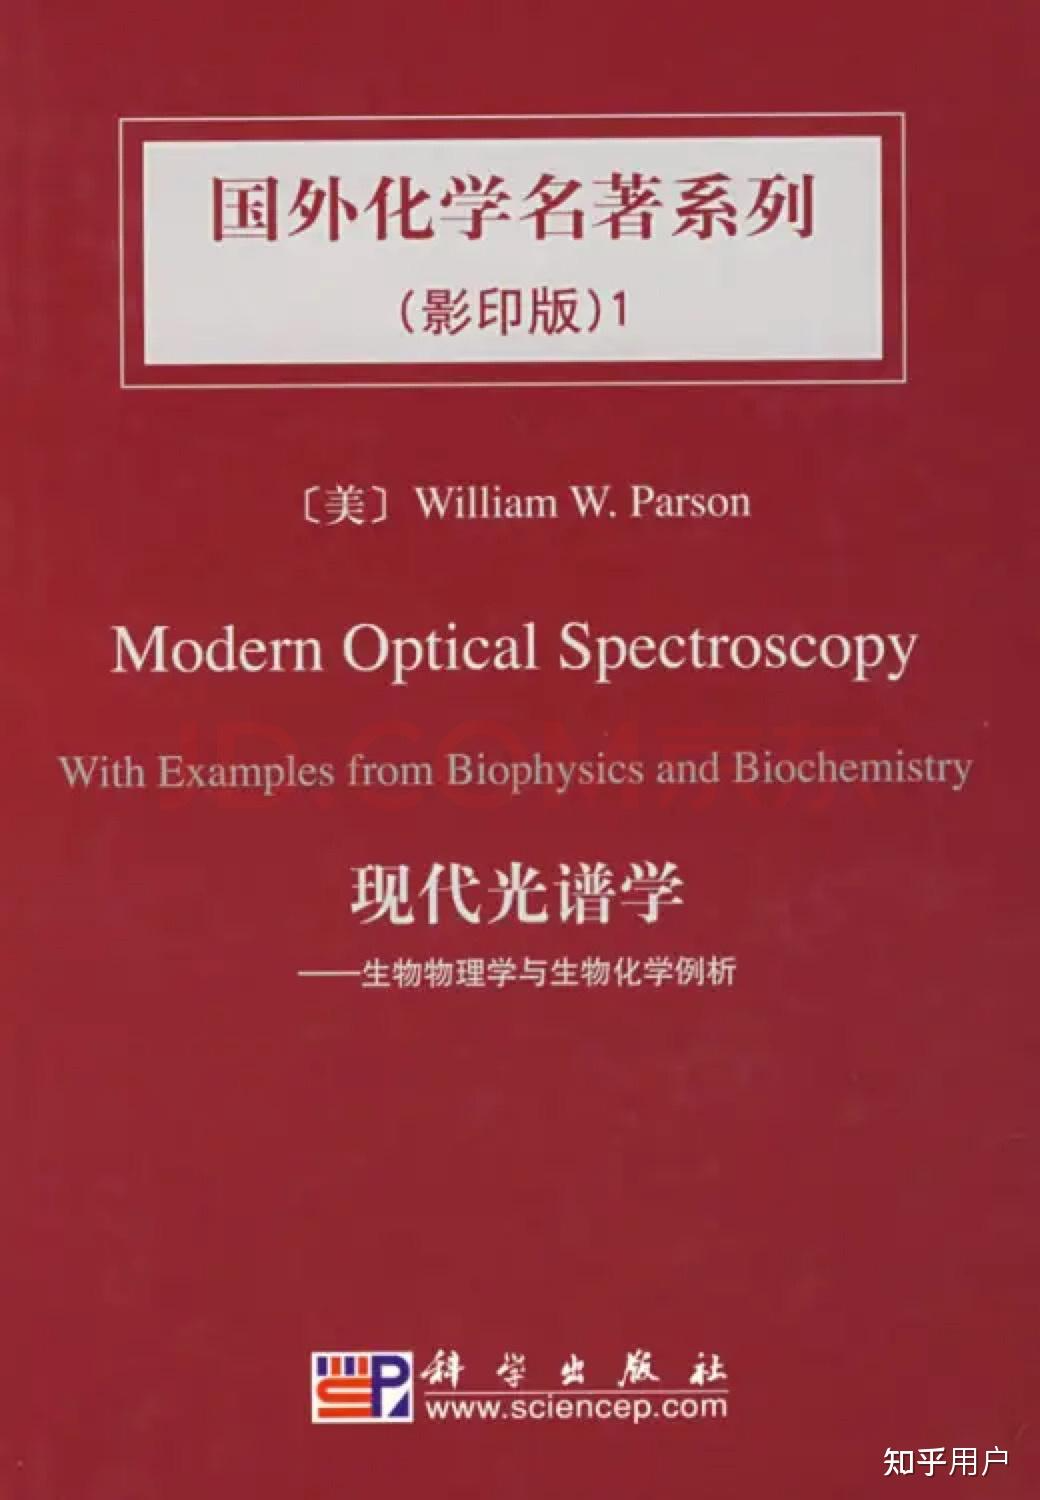 国外化学名著系列
(影印版)1
〔美〕William W. Parson
Modern Optical Spectroscopy
JD.COM京东
With Examples from Biophysics and Biochemistry
现代光谱学
——生物物理学与生物化学例析
科学出版社
www.sciencep.com
知乎用户